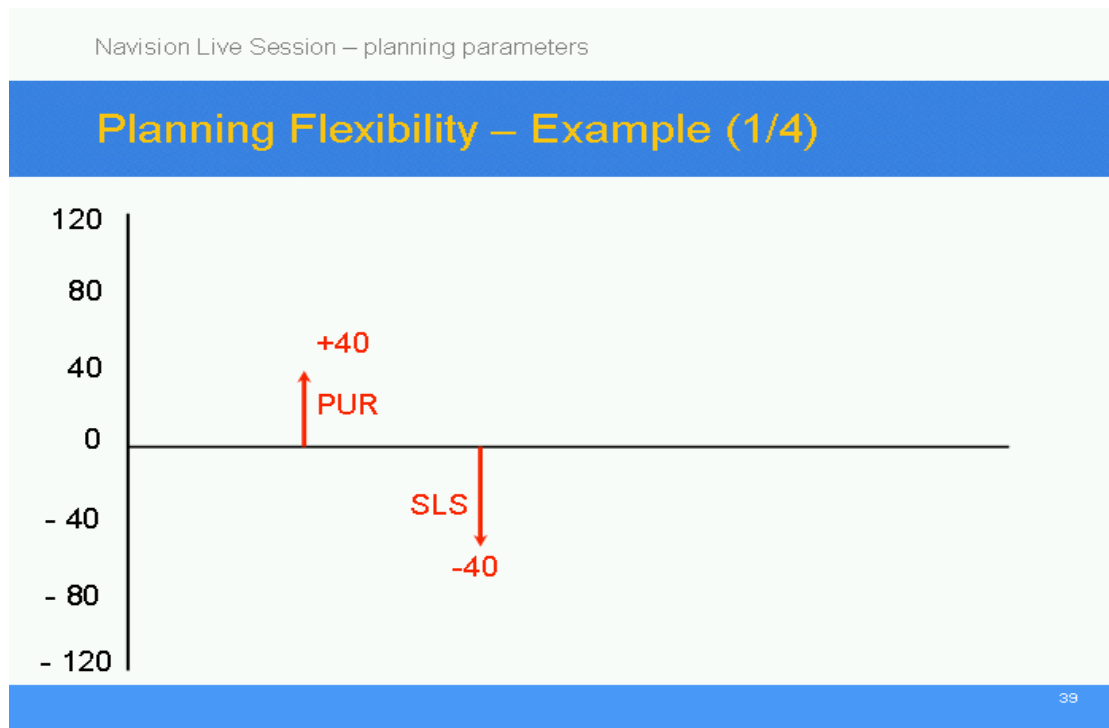 Navision Live Session – planning parameters
Planning Flexibility – Example (1/4)
120
80
+40
40
PUR
0
SLS
- 40
-40
- 80
- 120
39